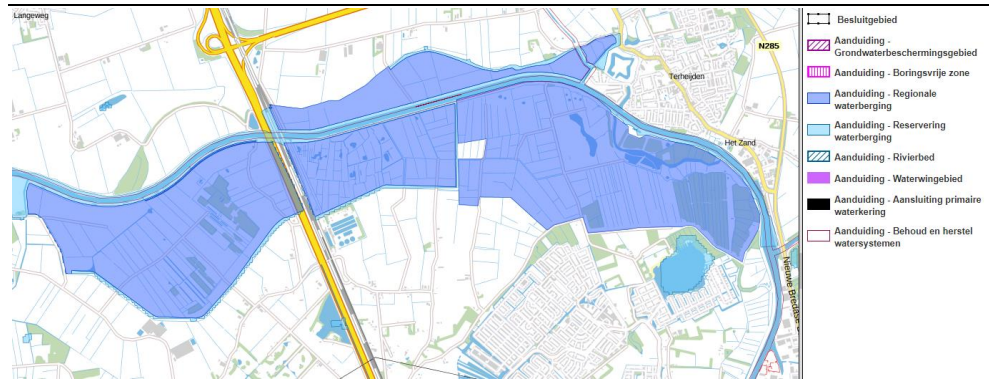 Langeweg
N285
Terheijden
Het Zand
Nieuwe Bredase B
Besluitgebied
Aanduiding -
Grondwaterbeschermingsgebied
Aanduiding - Boringsvrije zone
Aanduiding - Regionale
waterberging
Aanduiding - Reservering
waterberging
Aanduiding - Rivierbed
Aanduiding - Waterwingebied
Aanduiding - Aansluiting primaire
waterkering
Aanduiding - Behoud en herstel
watersystemen